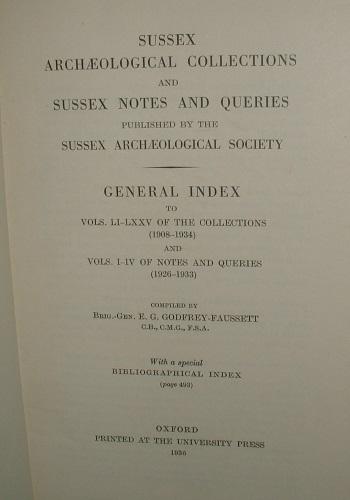 SUSSEX
ARCHÆOLOGICAL COLLECTIONS
AND
SUSSEX NOTES AND QUERIES
PUBLISHED BY THE
SUSSEX ARCHÆOLOGICAL SOCIETY
GENERAL INDEX
TO
VOLS. LI–LXXV OF THE COLLECTIONS
(1908–1934)
AND
VOLS. I–IV OF NOTES AND QUERIES
(1926–1933)
COMPILED BY
BRIG.-GEN. E. G. GODFREY-FAUSSETT
C.B., C.M.G., F.S.A.
With a special
BIBLIOGRAPHICAL INDEX
(page 493)
OXFORD
PRINTED AT THE UNIVERSITY PRESS
1936